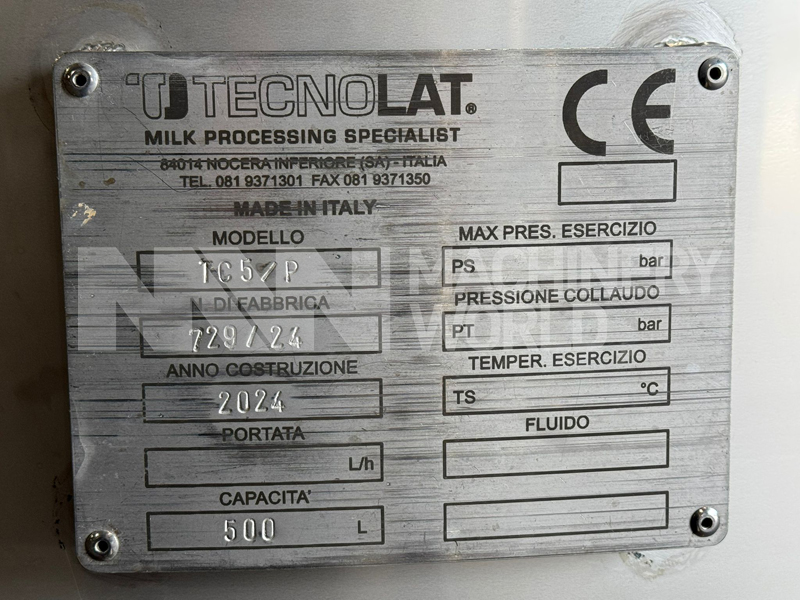 TECNOLAT®
MILK PROCESSING SPECIALIST
84014 NOCERA INFERIORE (SA) - ITALIA
TEL. 081 9371301 FAX 081 9371350
MADE IN ITALY
CE
MODELLO
TC5/P
N. DI FABBRICA
729/24
ANNO COSTRUZIONE
2024
PORTATA
L/h
CAPACITA'
500 L
MAX PRES. ESERCIZIO
PS bar
PRESSIONE COLLAUDO
PT bar
TEMPER. ESERCIZIO
TS °C
FLUIDO
MACHINERY
WORLD